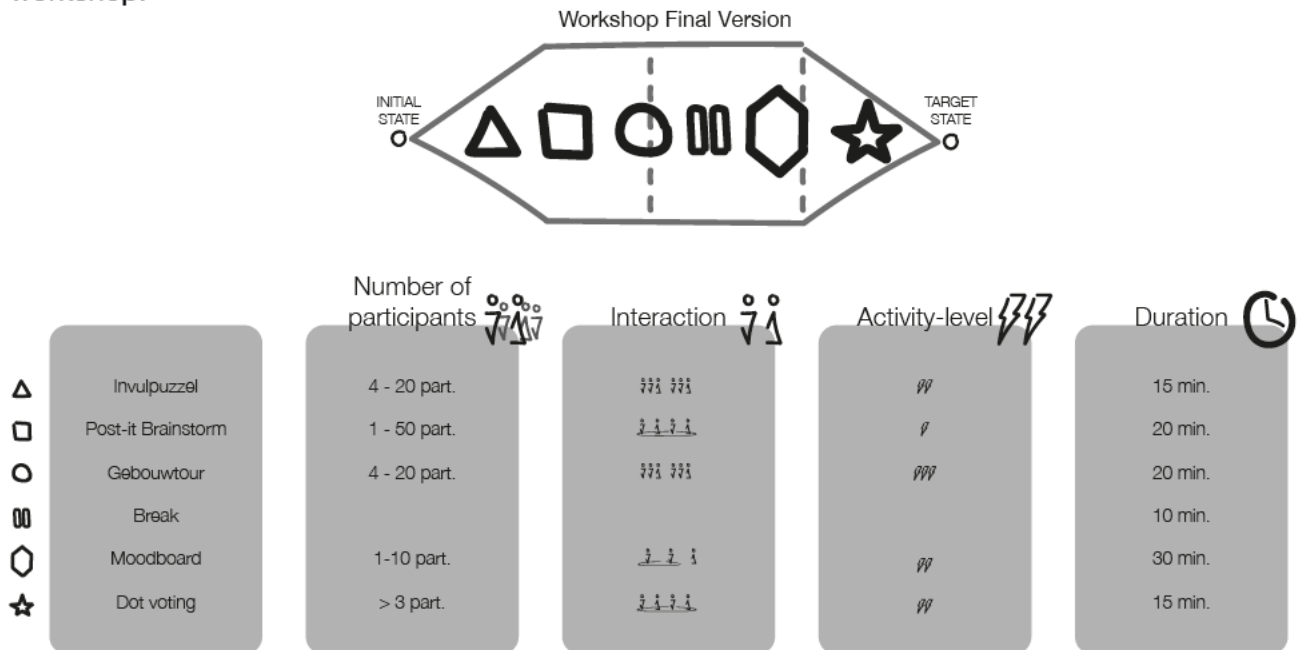 workshop.
Workshop Final Version
INITIAL
STATE
TARGET
STATE
Number of
participants
Interaction
Activity-level
Duration
Invulpuzzel
4 - 20 part.
15 min.
Post-it Brainstorm
1 - 50 part.
20 min.
Gebouwtour
4 - 20 part.
20 min.
Break
10 min.
Moodboard
1-10 part.
30 min.
Dot voting
> 3 part.
15 min.